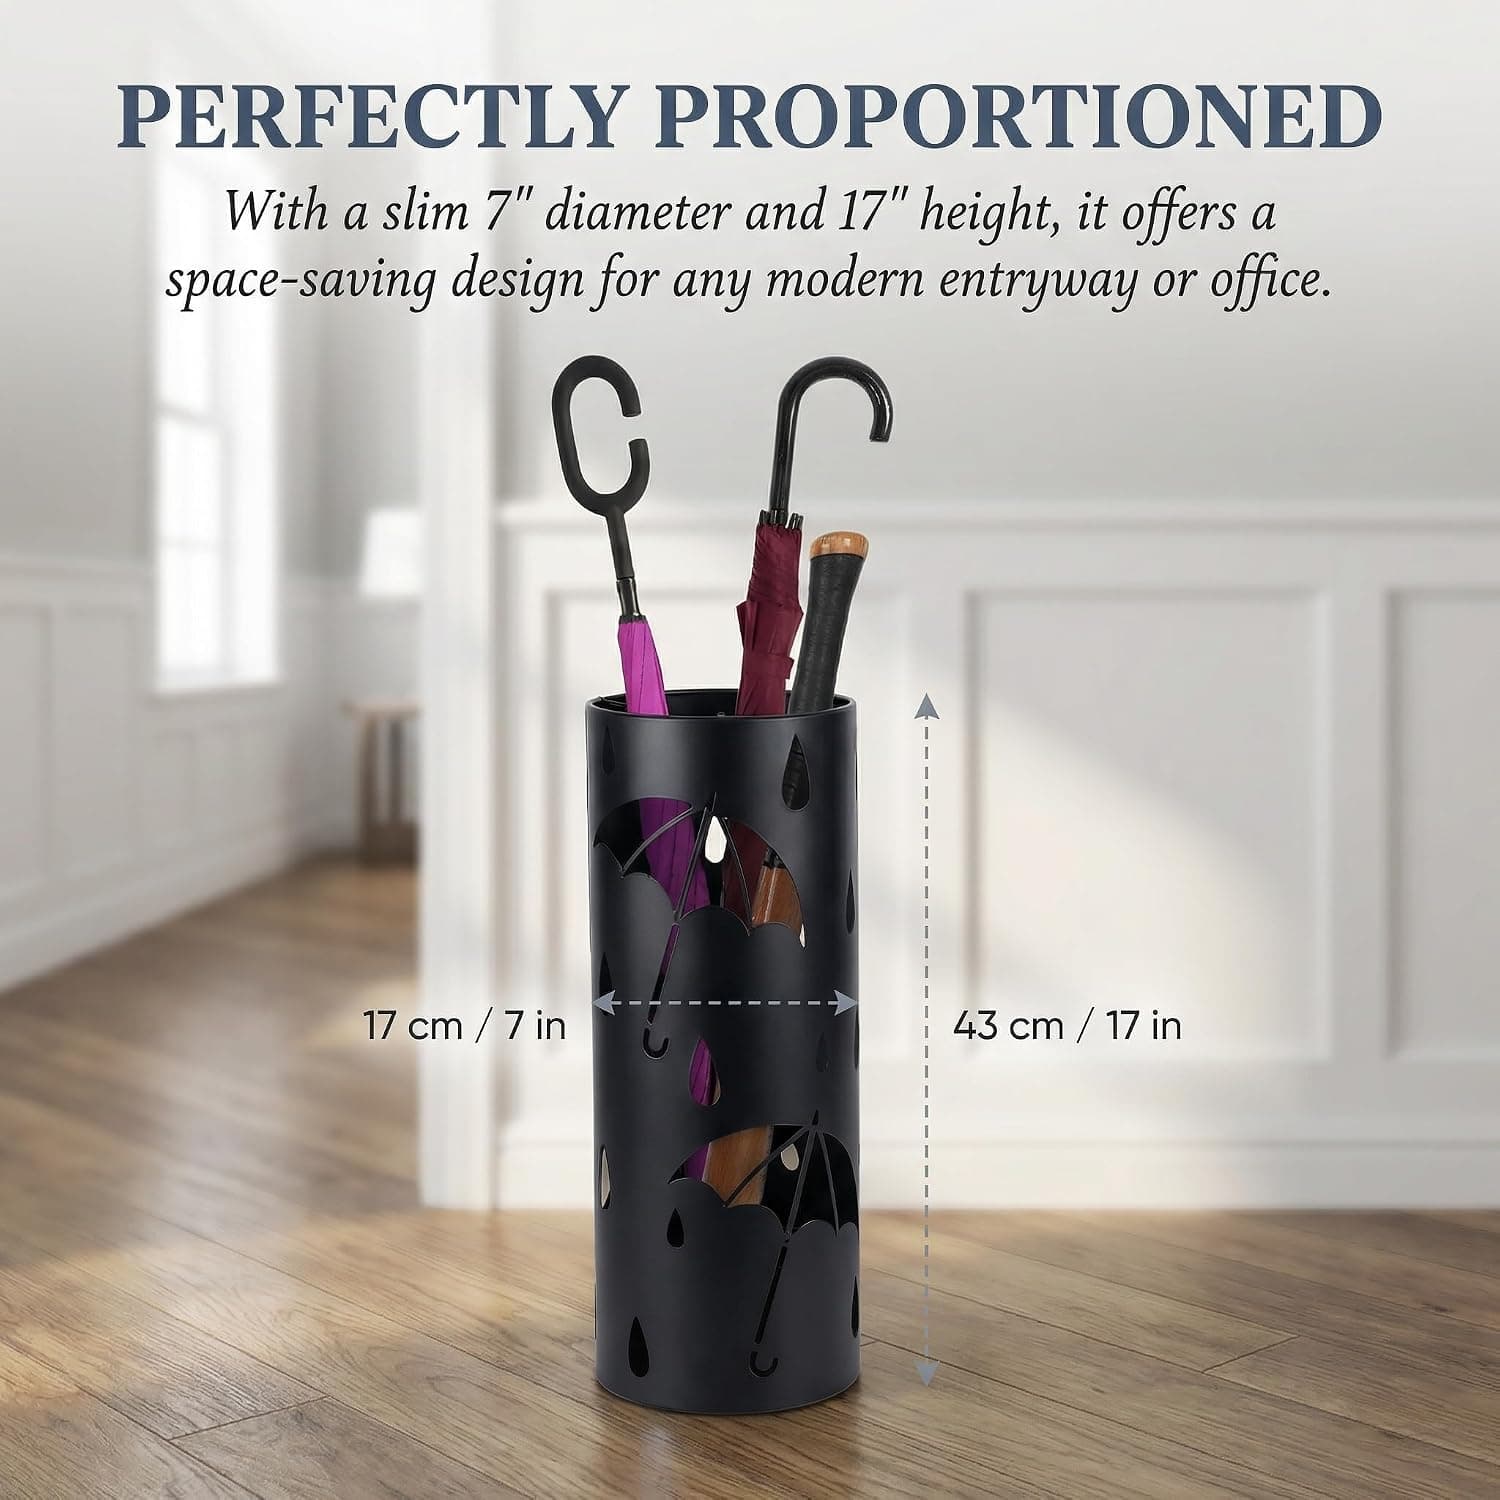 PERFECTLY PROPORTIONED
With a slim 7" diameter and 17" height, it offers a
space-saving design for any modern entryway or office.
17 cm / 7 in
43 cm / 17 in